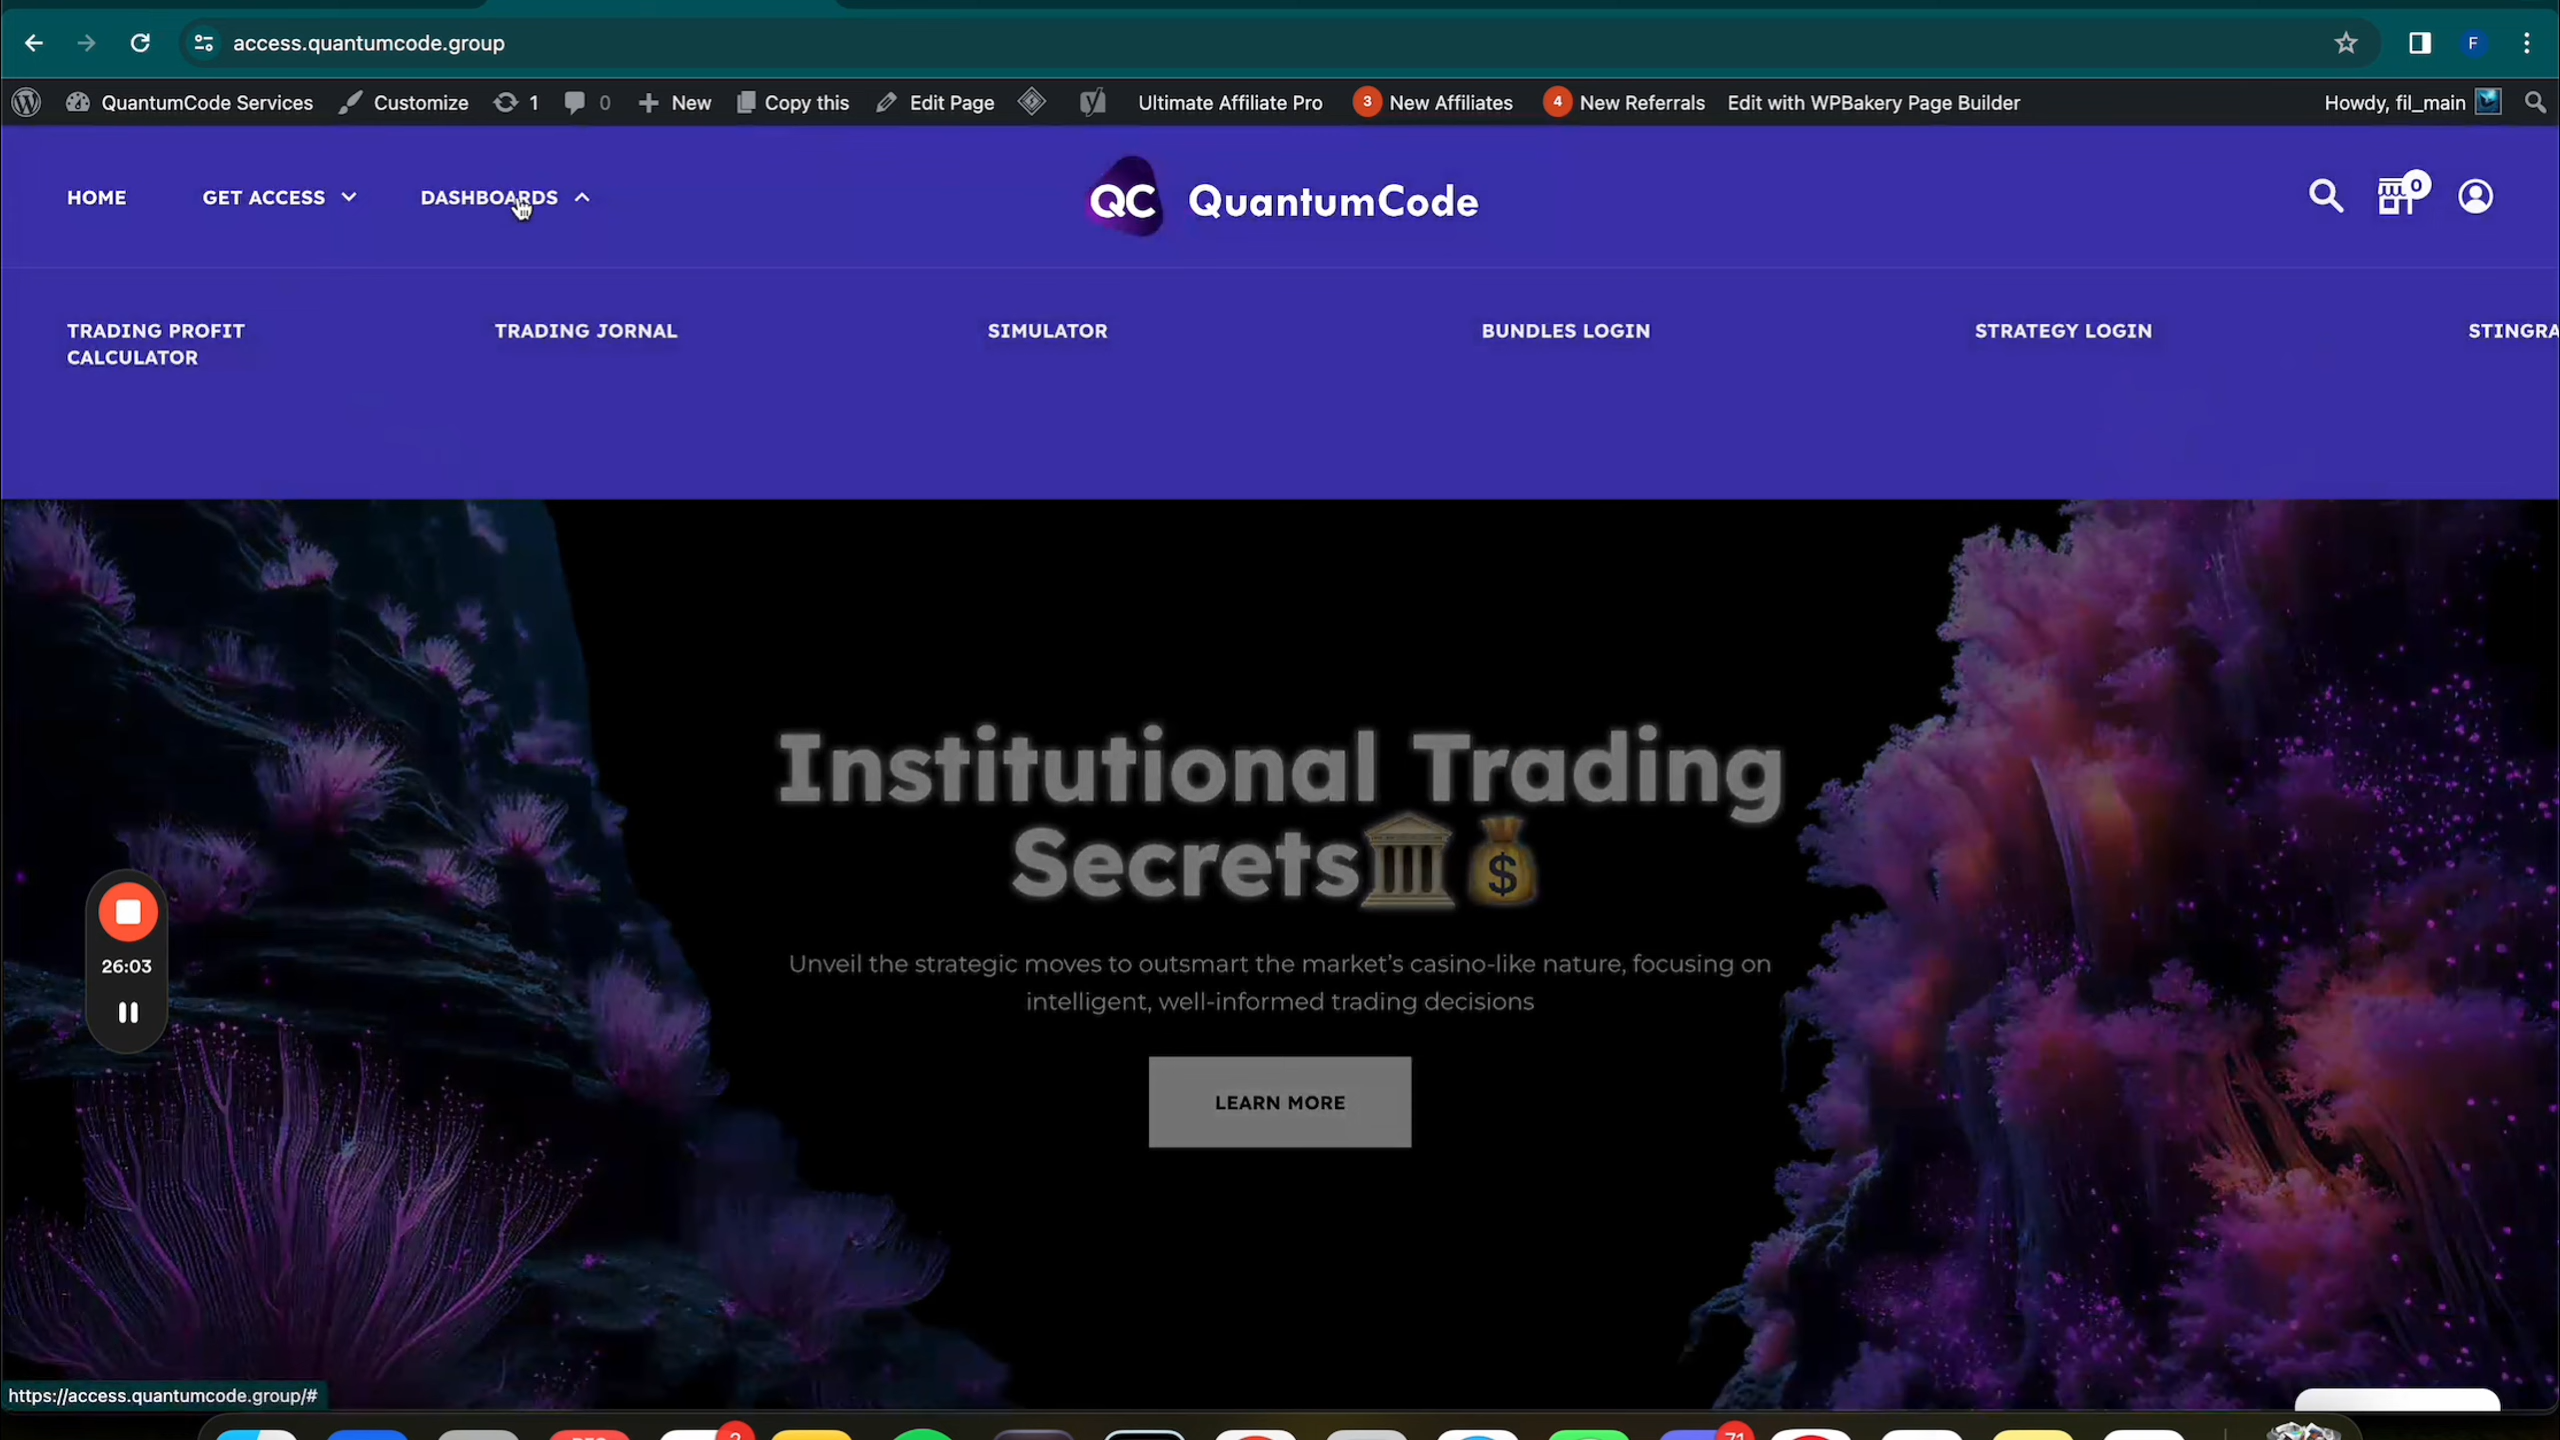 access.quantumcode.group
F
QuantumCode Services Customize 1 0 New Copy this Edit Page Ultimate Affiliate Pro 3 New Affiliates 4 New Referrals Edit with WPBakery Page Builder Howdy, fil_main
HOME GET ACCESS DASHBOARDS QC QuantumCode 0
TRADING PROFIT CALCULATOR TRADING JORNAL SIMULATOR BUNDLES LOGIN STRATEGY LOGIN STINGRA
Institutional Trading
Secrets🏛💰
Unveil the strategic moves to outsmart the market’s casino-like nature, focusing on
intelligent, well-informed trading decisions
LEARN MORE
26:03
https://access.quantumcode.group/#
71